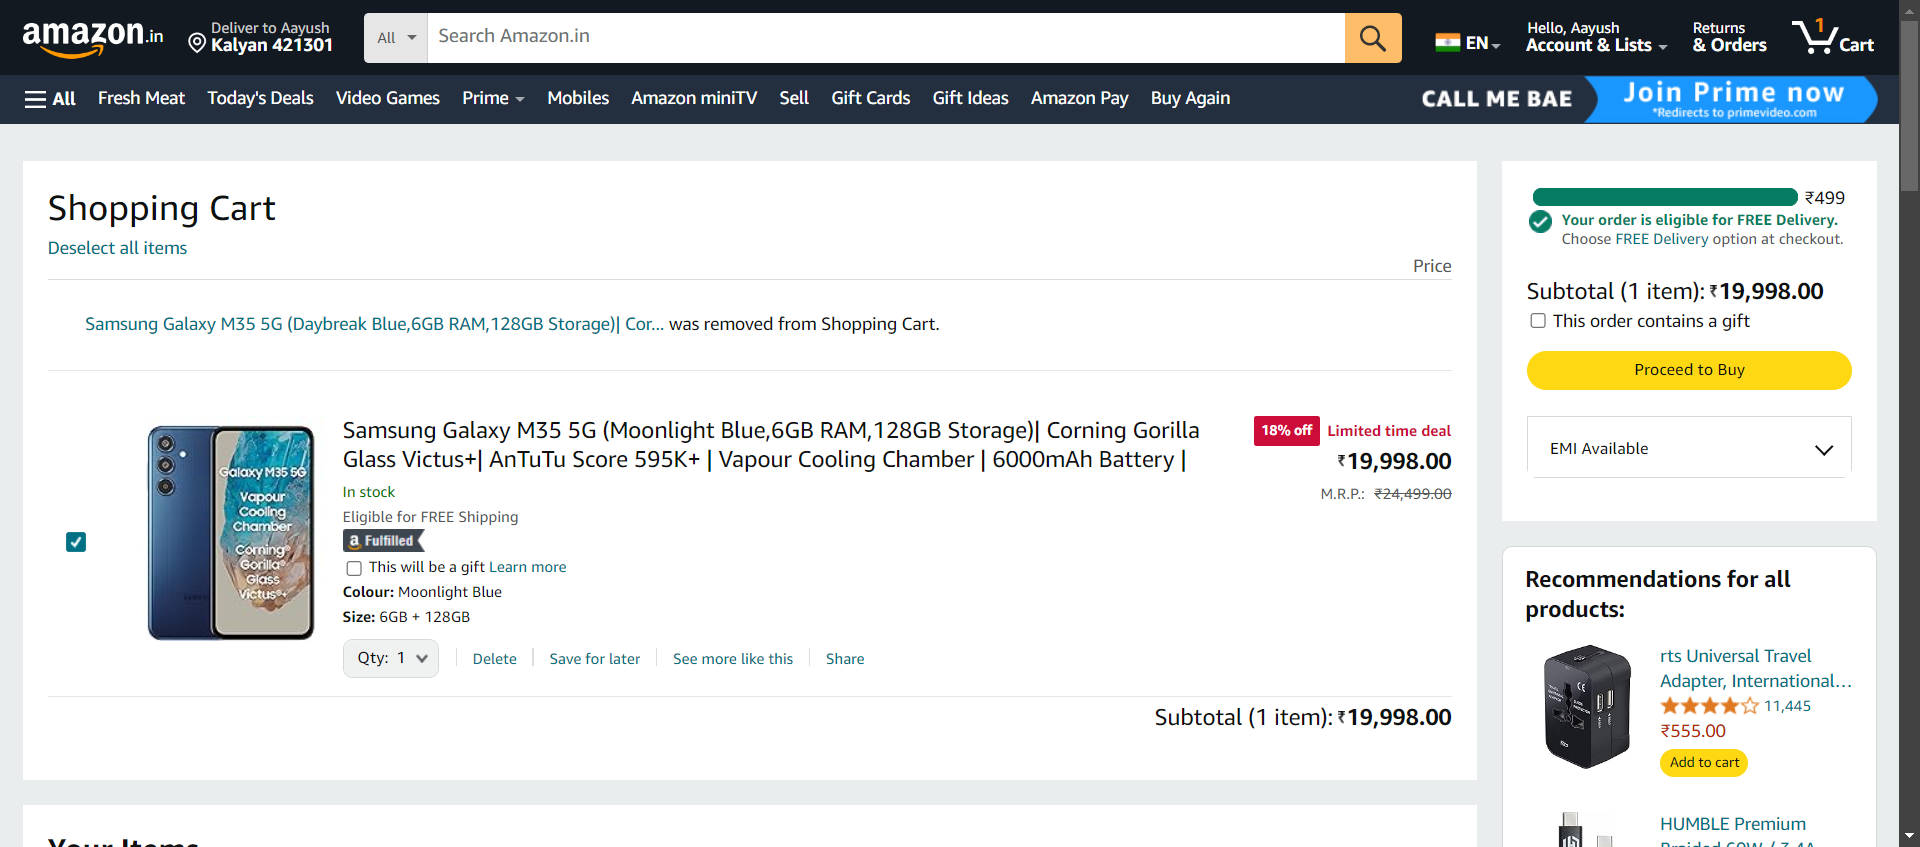 amazon.in
Deliver to Aayush
Kalyan 421301
All
Search Amazon.in
EN
Hello, Aayush
Account & Lists
Returns
& Orders
1
Cart
All
Fresh Meat
Today's Deals
Video Games
Prime
Mobiles
Amazon miniTV
Sell
Gift Cards
Gift Ideas
Amazon Pay
Buy Again
CALL ME BAE
Join Prime now
*Redirects to primevideo.com
Shopping Cart
Deselect all items
Price
Samsung Galaxy M35 5G (Daybreak Blue,6GB RAM,128GB Storage)| Cor... was removed from Shopping Cart.
Galaxy M35 5G
Vapour
Cooling
Chamber
Corning®
Gorilla®
Glass
Victus®+
Samsung Galaxy M35 5G (Moonlight Blue,6GB RAM,128GB Storage)| Corning Gorilla
Glass Victus+| AnTuTu Score 595K+ | Vapour Cooling Chamber | 6000mAh Battery |
In stock
Eligible for FREE Shipping
a Fulfilled
This will be a gift Learn more
Colour: Moonlight Blue
Size: 6GB + 128GB
Qty: 1
Delete
Save for later
See more like this
Share
18% off
Limited time deal
₹19,998.00
M.R.P.: ₹24,499.00
Subtotal (1 item): ₹19,998.00
Your Items
₹499
Your order is eligible for FREE Delivery.
Choose FREE Delivery option at checkout.
Subtotal (1 item): ₹19,998.00
This order contains a gift
Proceed to Buy
EMI Available
Recommendations for all
products:
rts Universal Travel
Adapter, International...
11,445
₹555.00
Add to cart
HUMBLE Premium
Braided 60W / 3.4A